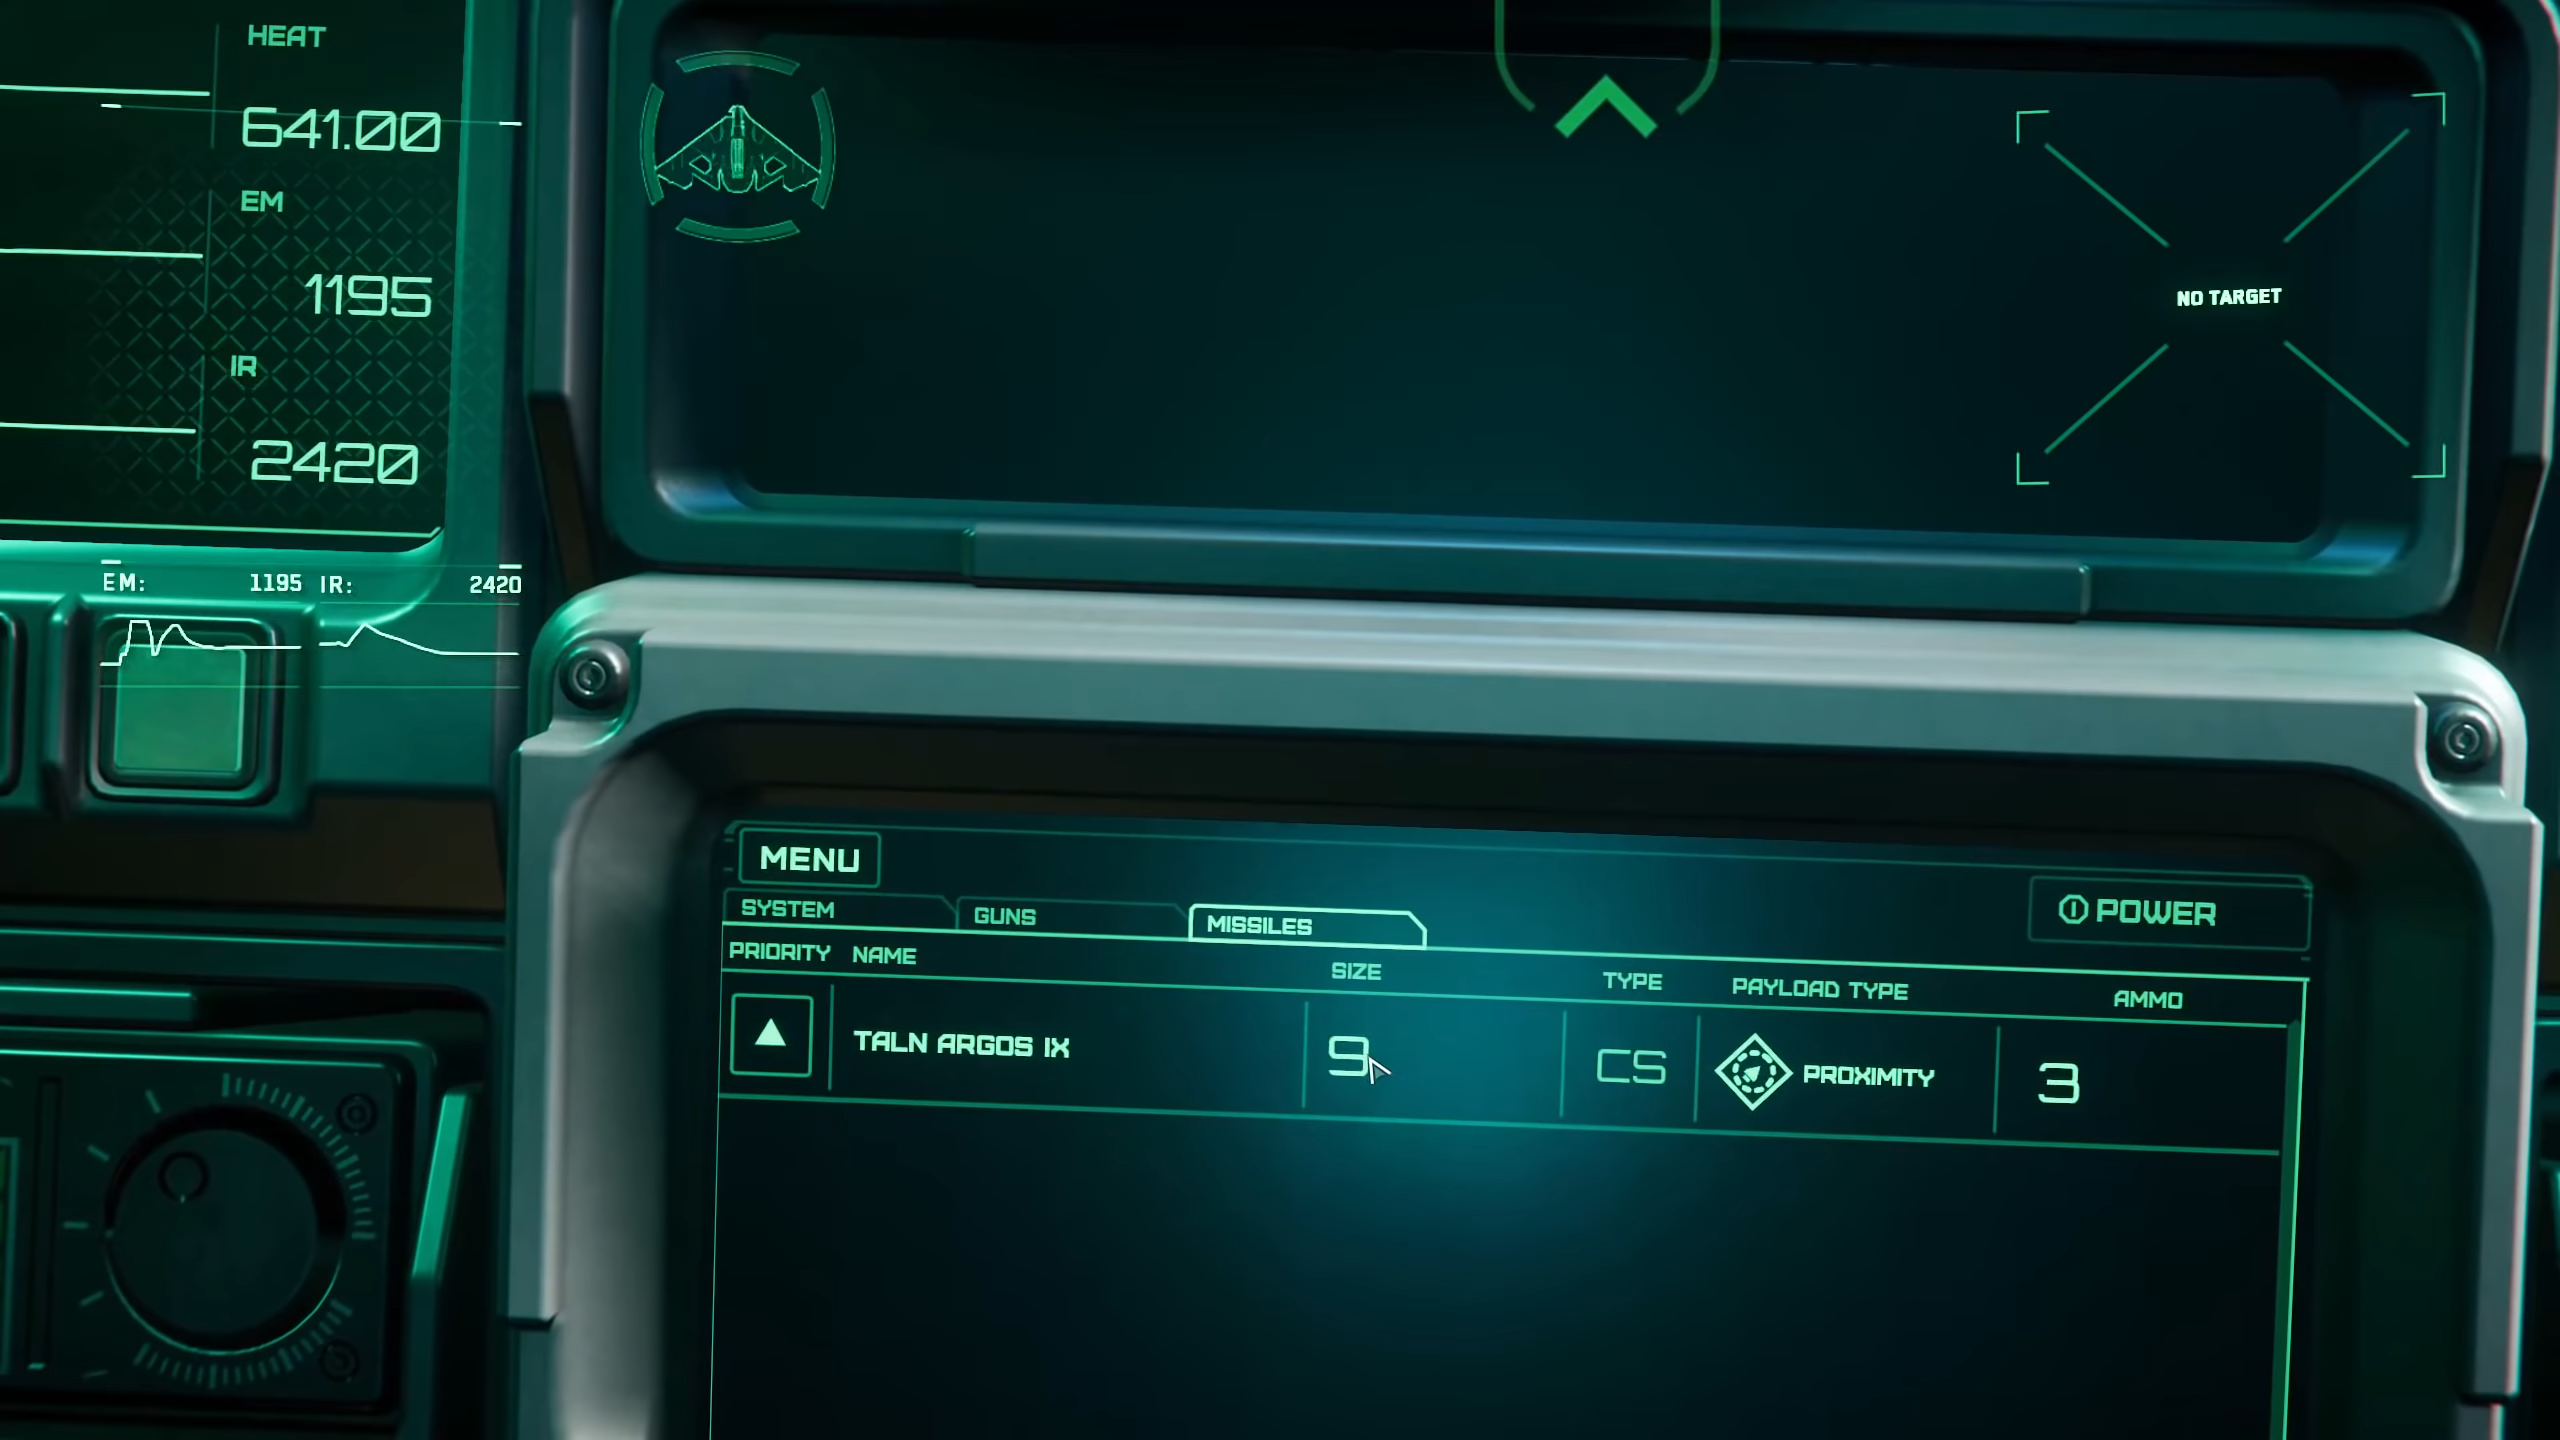 HEAT
641.00
EM
1195
IR
2420
EM: 1195 IR: 2420
NO TARGET
MENU
POWER
SYSTEM GUNS MISSILES
PRIORITY NAME SIZE TYPE PAYLOAD TYPE AMMO
TALN ARGOS IX 9 CS PROXIMITY 3